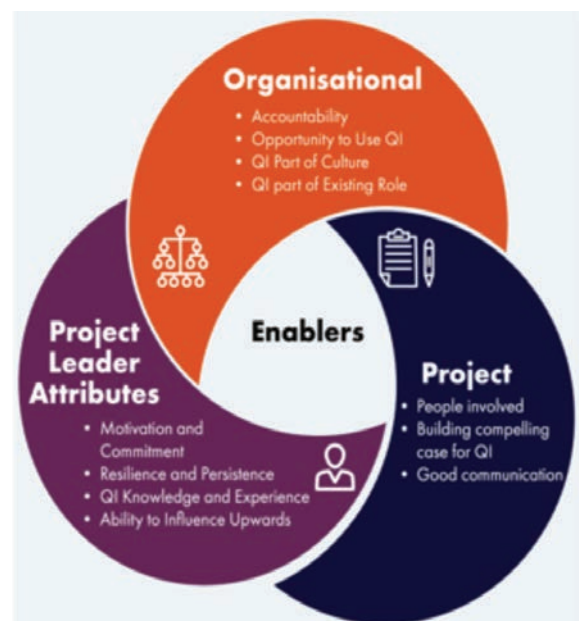 Organisational
• Accountability
• Opportunity to Use QI
• QI Part of Culture
• QI part of Existing Role
Enablers
Project
Leader
Attributes
• Motivation and
Commitment
• Resilience and Persistence
• QI Knowledge and Experience
• Ability to Influence Upwards
Project
• People involved
• Building compelling
case for QI
• Good communication